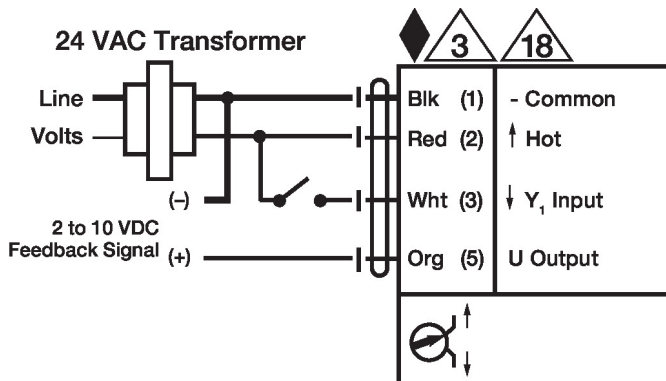 24 VAC Transformer
3 18
Line
Volts
Blk (1) - Common
Red (2) Hot
(–)
Wht (3) Y₁ Input
2 to 10 VDC
Feedback Signal (+)
Org (5) U Output